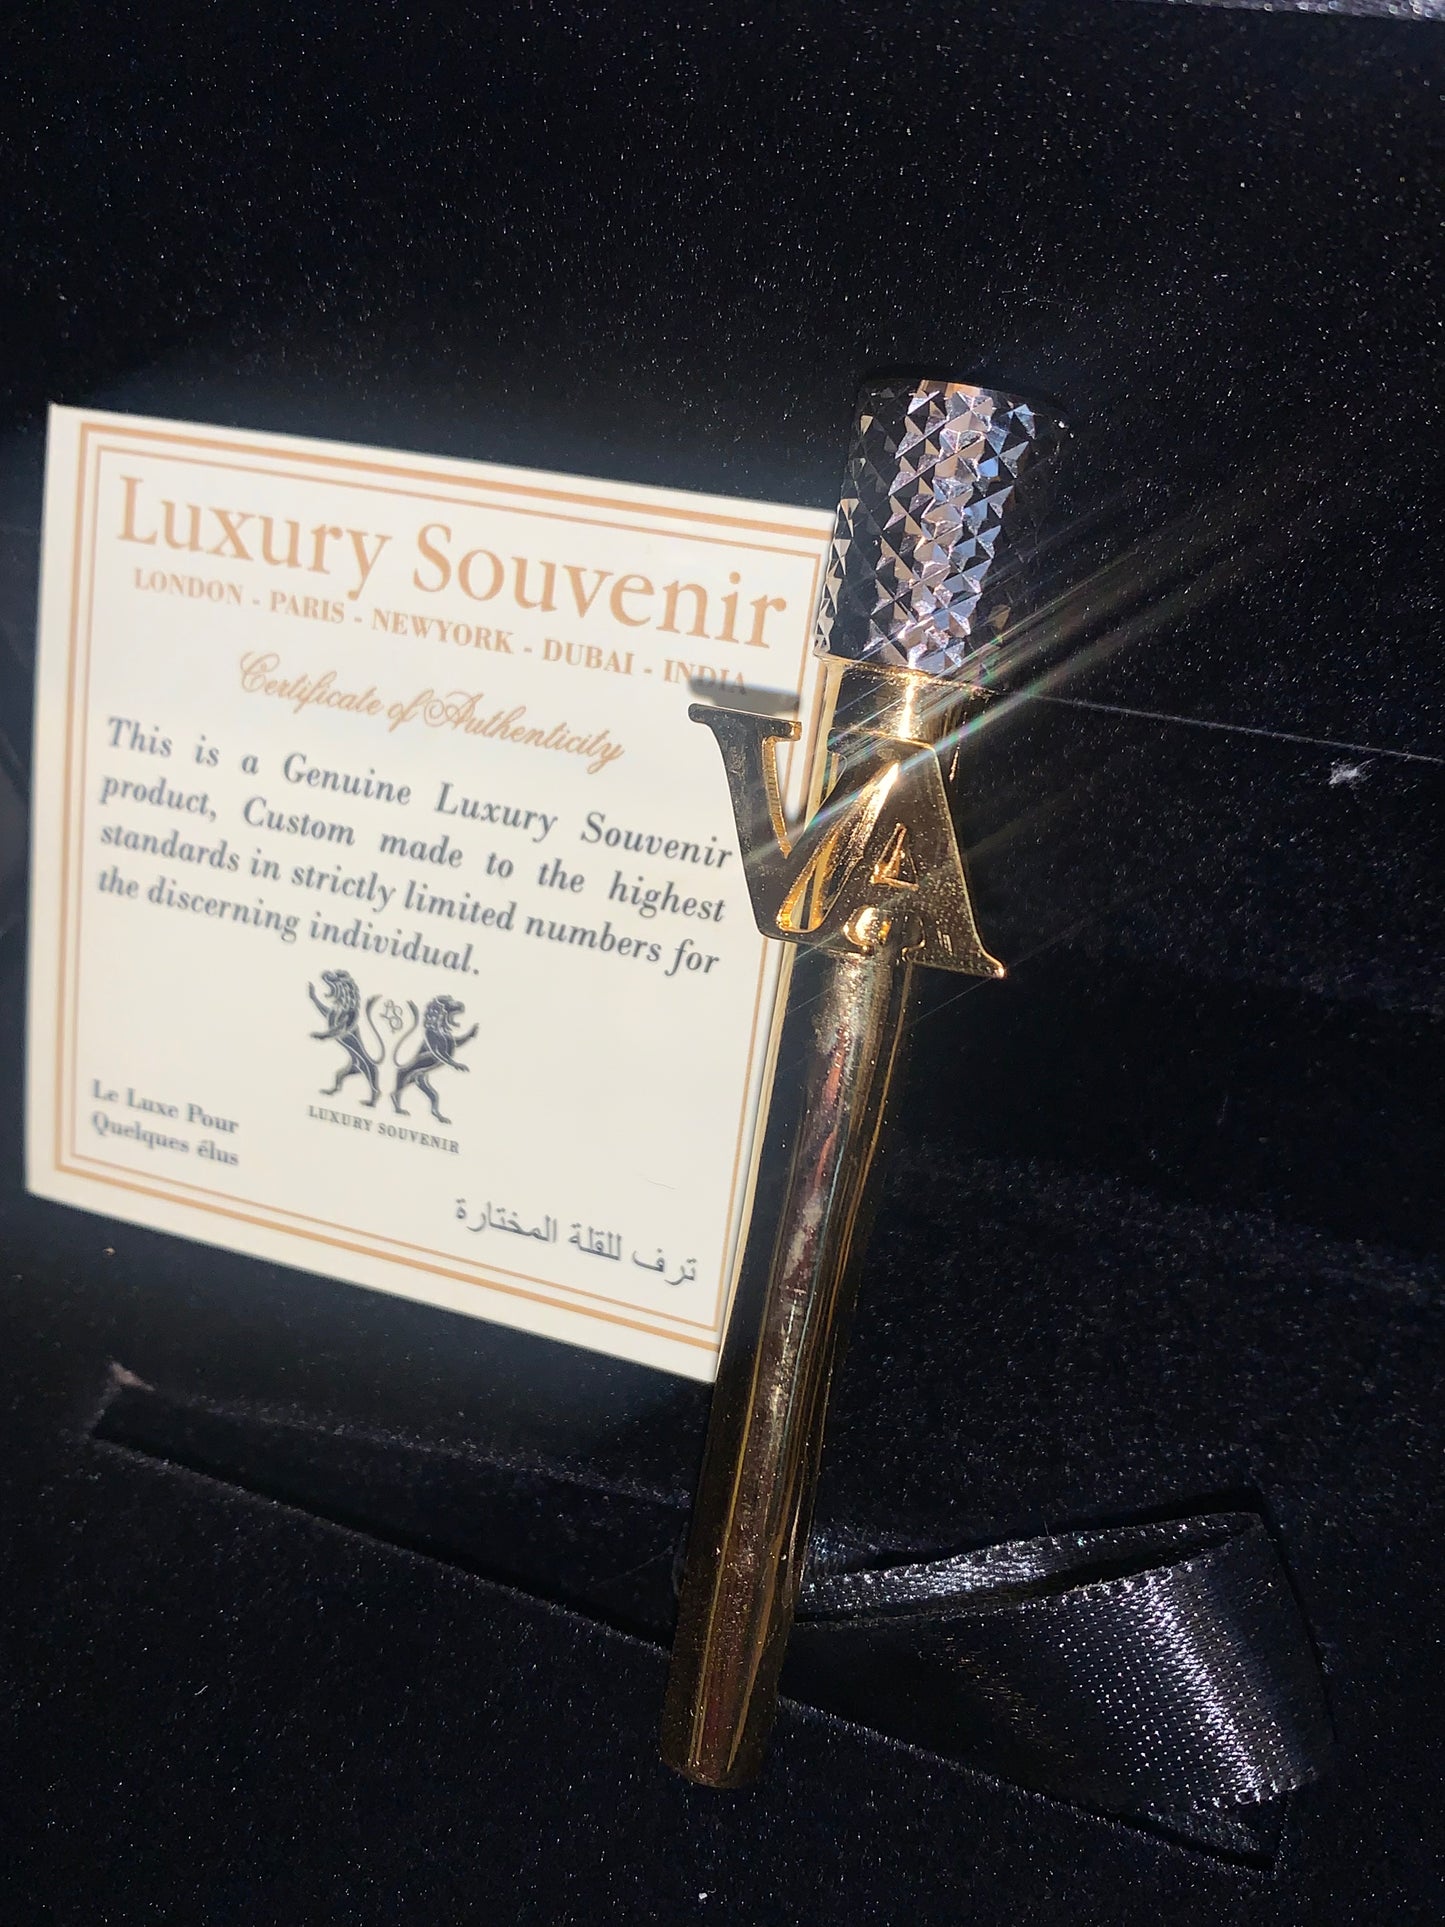 Luxury Souvenir
LONDON - PARIS - NEWYORK - DUBAI - INDIA
Certificate of Authenticity
This is a Genuine Luxury Souvenir
product, Custom made to the highest
standards in strictly limited numbers for
the discerning individual.
LUXURY SOUVENIR
Le Luxe Pour
Quelques élus
ترف للقلة المختارة
VA